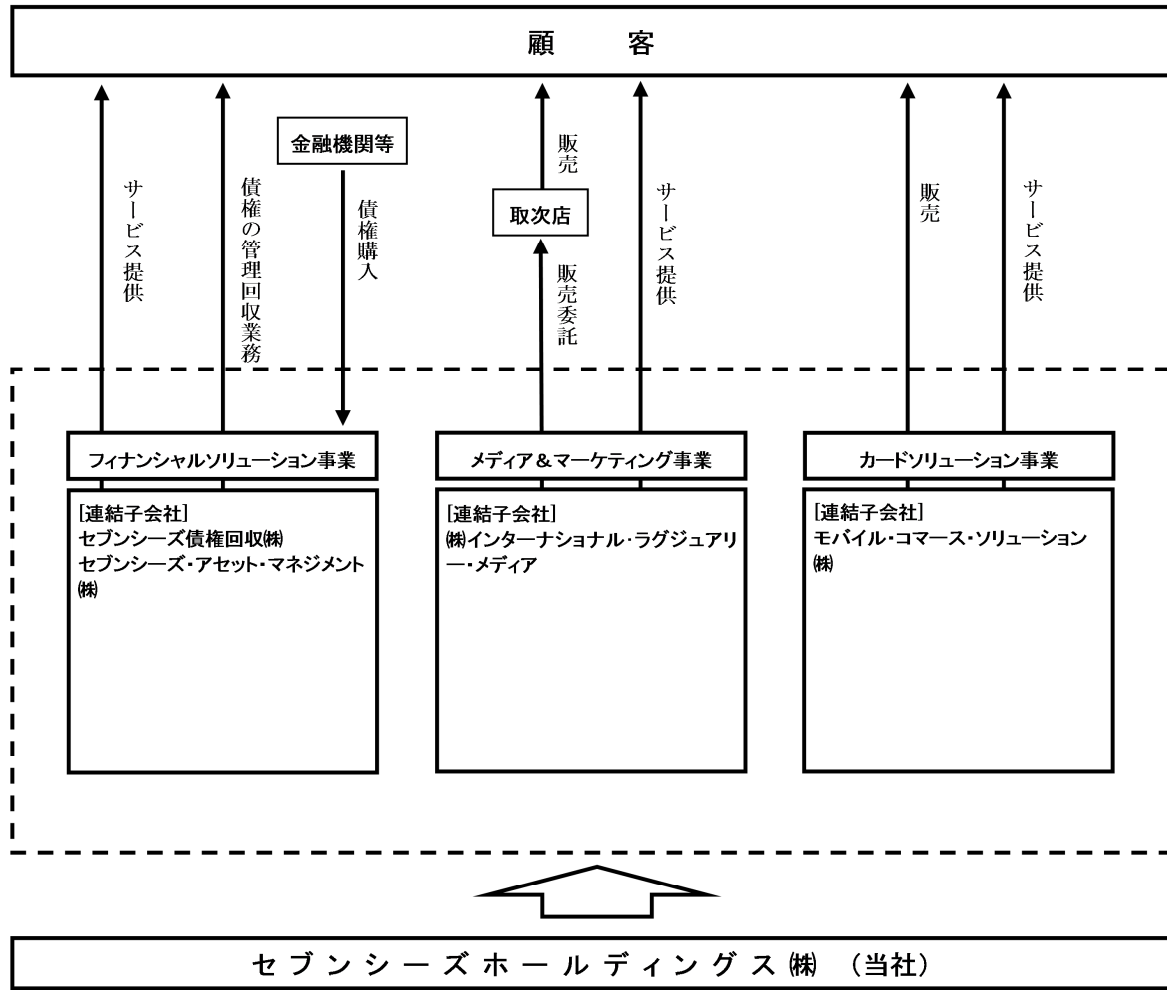 顧　　客
金融機関等
サービス提供
債権の管理回収業務
債権購入
販売
取次店
販売委託
サービス提供
販売
サービス提供
フィナンシャルソリューション事業
[連結子会社]
セブンシーズ債権回収㈱
セブンシーズ・アセット・マネジメント
㈱
メディア＆マーケティング事業
[連結子会社]
㈱インターナショナル・ラグジュアリ
ー・メディア
カードソリューション事業
[連結子会社]
モバイル・コマース・ソリューション
㈱
セブンシーズホールディングス㈱　（当社）